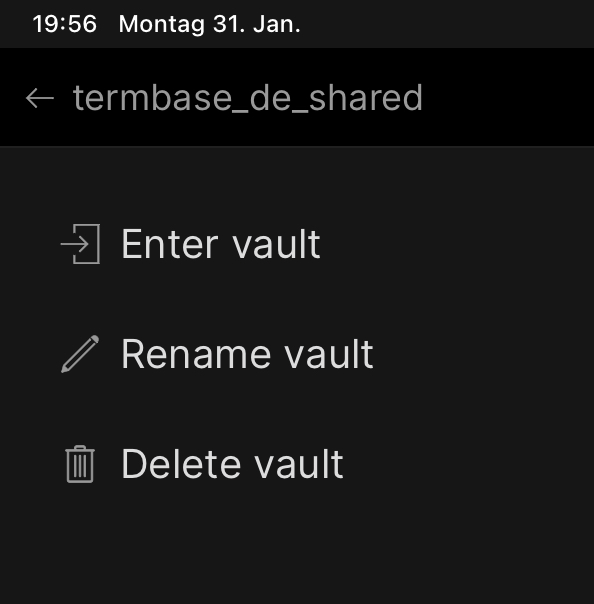 19:56 Montag 31. Jan.
termbase_de_shared
Enter vault
Rename vault
Delete vault